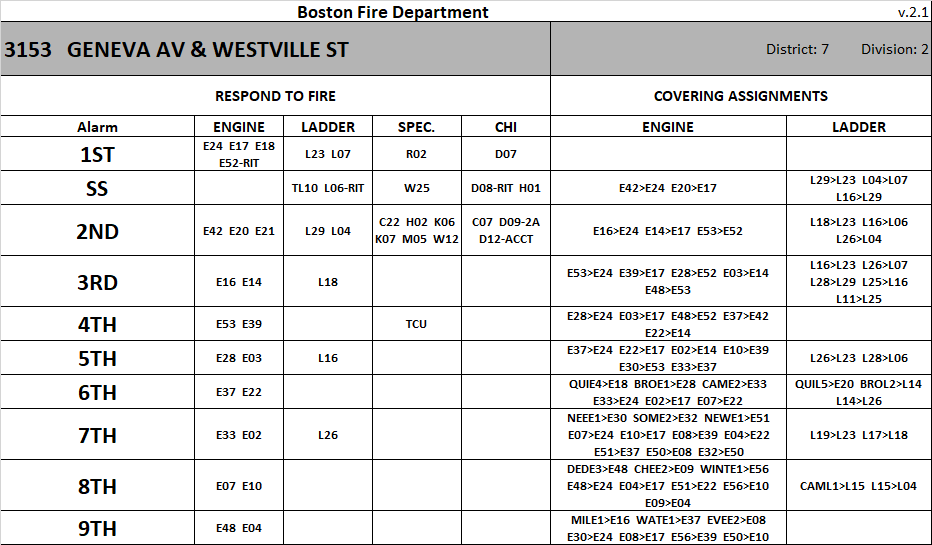 Boston Fire Department v.2.1
3153 GENEVA AV & WESTVILLE ST District: 7 Division: 2
RESPOND TO FIRE COVERING ASSIGNMENTS
Alarm ENGINE LADDER SPEC. CHI ENGINE LADDER
1ST
E24 E17 E18
E52-RIT
L23 L07
R02
D07
SS
TL10 L06-RIT
W25
D08-RIT H01
E42>E24 E20>E17
L29>L23 L04>L07
L16>L29
2ND
E42 E20 E21
L29 L04
C22 H02 K06
K07 M05 W12
C07 D09-2A
D12-ACCT
E16>E24 E14>E17 E53>E52
L18>L23 L16>L06
L26>L04
3RD
E16 E14
L18
E53>E24 E39>E17 E28>E52 E03>E14
E48>E53
L16>L23 L26>L07
L28>L29 L25>L16
L11>L25
4TH
E53 E39
TCU
E28>E24 E03>E17 E48>E52 E37>E42
E22>E14
5TH
E28 E03
L16
E37>E24 E22>E17 E02>E14 E10>E39
E30>E53 E33>E37
L26>L23 L28>L06
6TH
E37 E22
QUIE4>E18 BROE1>E28 CAME2>E33
E33>E24 E02>E17 E07>E22
QUIL5>E20 BROL2>L14
L14>L26
7TH
E33 E02
L26
NEEE1>E30 SOME2>E32 NEWE1>E51
E07>E24 E10>E17 E08>E39 E04>E22
E51>E37 E50>E08 E32>E50
L19>L23 L17>L18
8TH
E07 E10
DEDE3>E48 CHEE2>E09 WINTE1>E56
E48>E24 E04>E17 E51>E22 E56>E10
E09>E04
CAML1>L15 L15>L04
9TH
E48 E04
MILE1>E16 WATE1>E37 EVEE2>E08
E30>E24 E08>E17 E56>E39 E50>E10